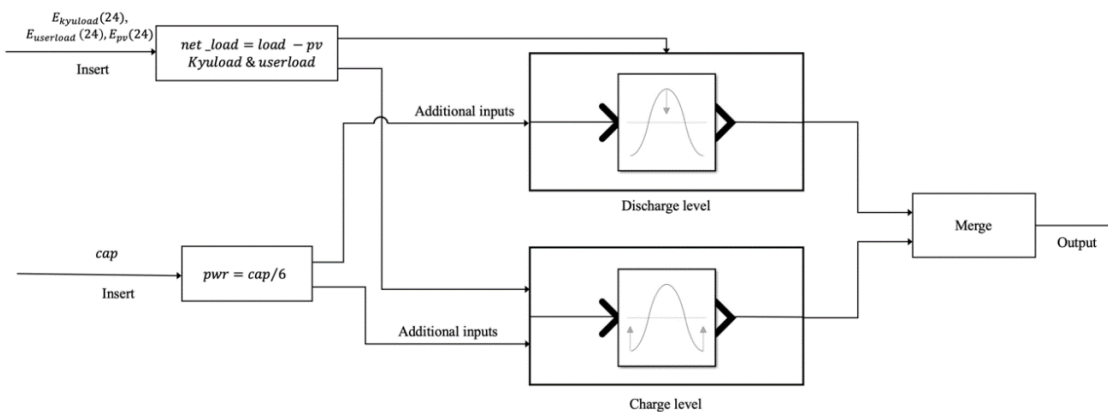 E_kyuload(24),
E_userload (24), E_pv(24)
Insert
net_load = load − pv
Kyuload & userload
Additional inputs
Discharge level
cap
Insert
pwr = cap/6
Additional inputs
Charge level
Merge
Output